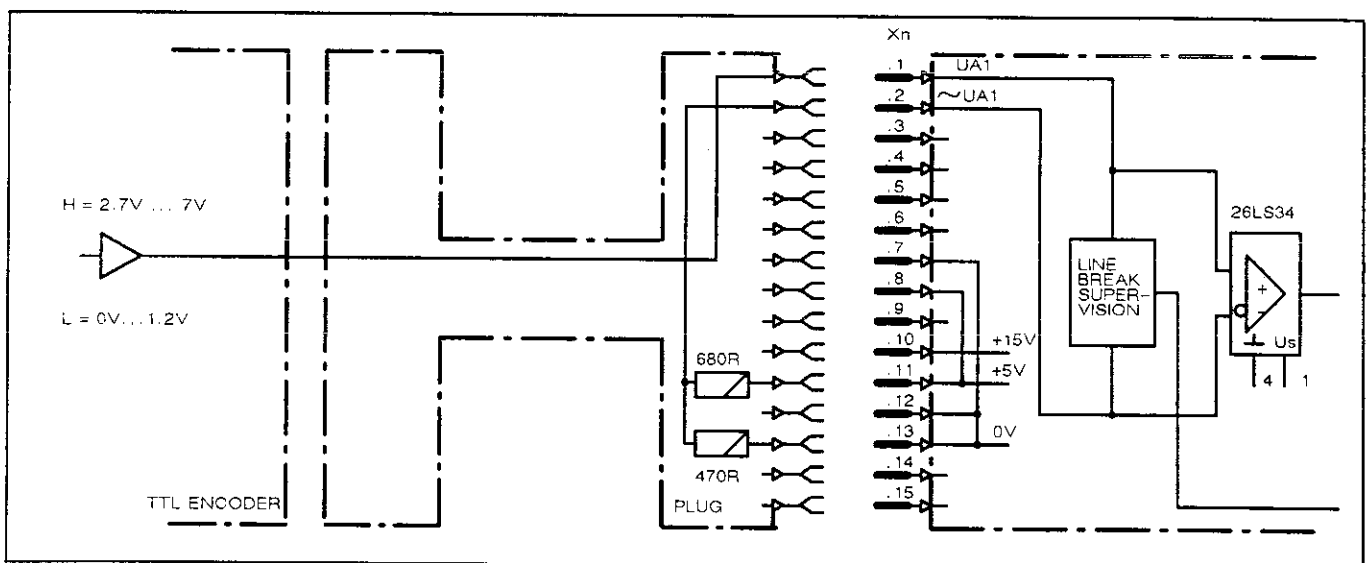 Xn
.1
UA1
.2
~UA1
.3
.4
.5
.6
.7
.8
.9
.10
+15V
.11
+5V
.12
.13
0V
.14
.15
H = 2.7V ... 7V
L = 0V...1.2V
TTL ENCODER
680R
470R
PLUG
LINE
BREAK
SUPER-
VISION
26LS34
+
-
Us
4 1